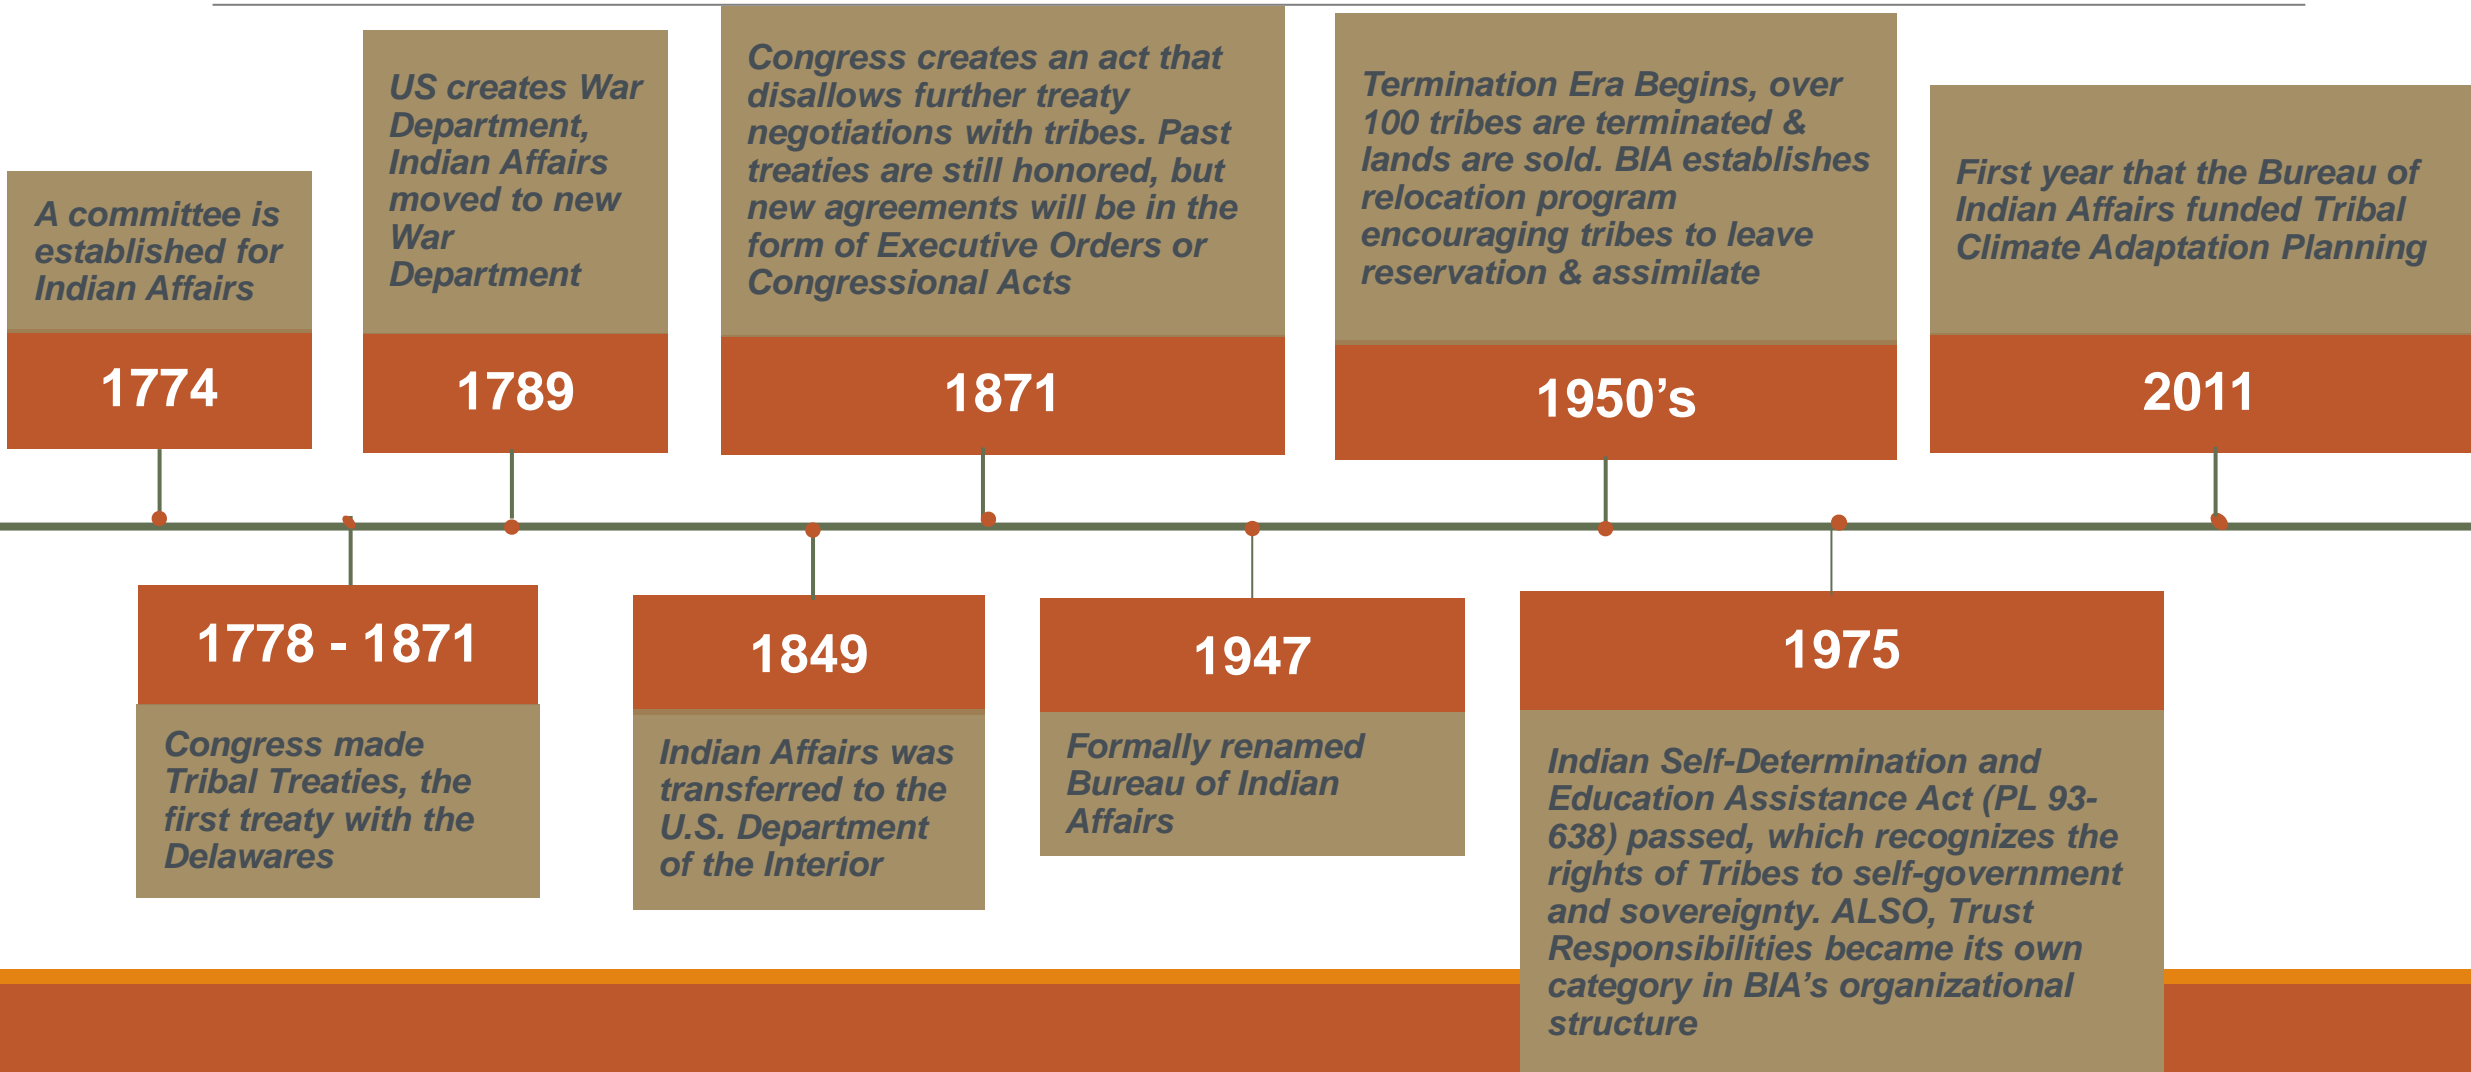 A committee is
established for
Indian Affairs
1774
1778 - 1871
Congress made
Tribal Treaties, the
first treaty with the
Delawares
US creates War
Department,
Indian Affairs
moved to new
War
Department
1789
1849
Indian Affairs was
transferred to the
U.S. Department
of the Interior
Congress creates an act that
disallows further treaty
negotiations with tribes. Past
treaties are still honored, but
new agreements will be in the
form of Executive Orders or
Congressional Acts
1871
1947
Formally renamed
Bureau of Indian
Affairs
Termination Era Begins, over
100 tribes are terminated &
lands are sold. BIA establishes
relocation program
encouraging tribes to leave
reservation & assimilate
1950’s
1975
Indian Self-Determination and
Education Assistance Act (PL 93-
638) passed, which recognizes the
rights of Tribes to self-government
and sovereignty. ALSO, Trust
Responsibilities became its own
category in BIA’s organizational
structure
First year that the Bureau of
Indian Affairs funded Tribal
Climate Adaptation Planning
2011